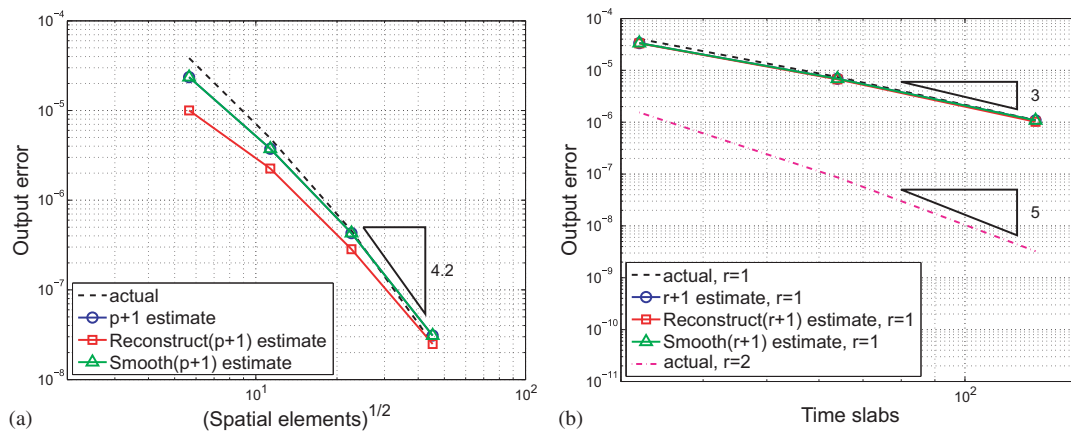 10^-4
10^-5
10^-6
10^-7
10^-8
Output error
4.2
actual
p+1 estimate
Reconstruct(p+1) estimate
Smooth(p+1) estimate
10^1
10^2
(Spatial elements)^1/2
(a)
10^-4
10^-5
10^-6
10^-7
10^-8
10^-9
10^-10
10^-11
Output error
3
5
actual, r=1
r+1 estimate, r=1
Reconstruct(r+1) estimate, r=1
Smooth(r+1) estimate, r=1
actual, r=2
10^2
Time slabs
(b)